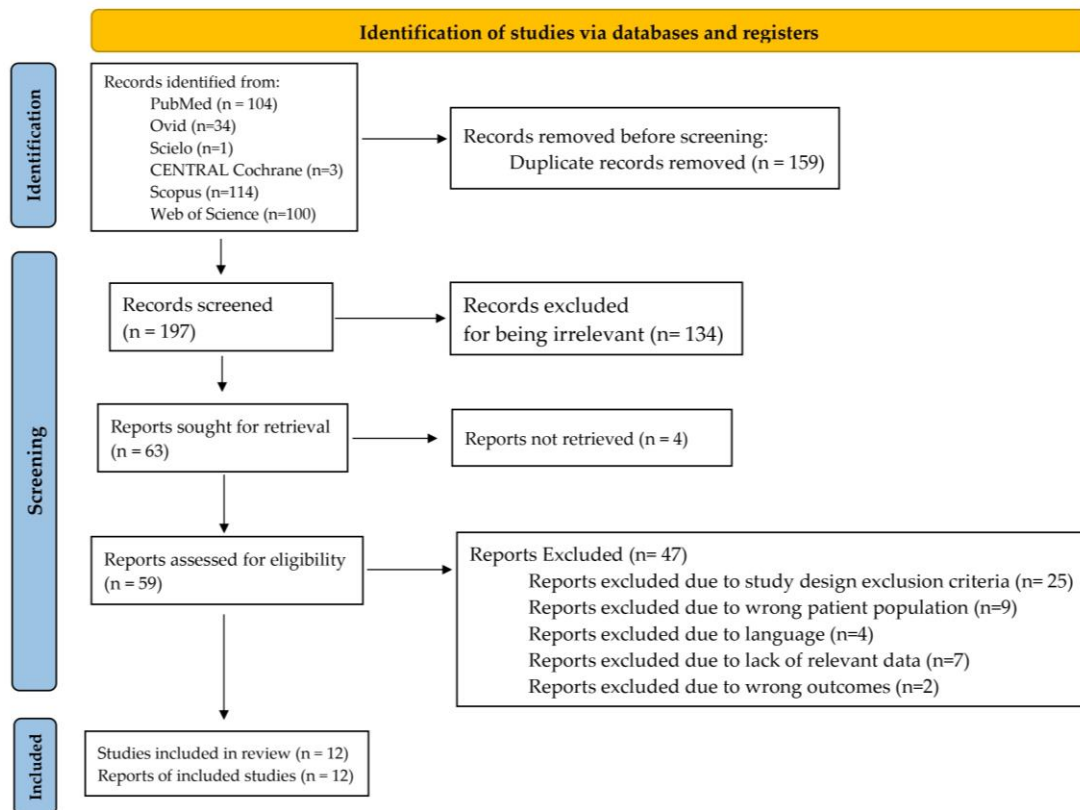 Identification of studies via databases and registers
Identification
Records identified from:
PubMed (n = 104)
Ovid (n=34)
Scielo (n=1)
CENTRAL Cochrane (n=3)
Scopus (n=114)
Web of Science (n=100)
Records removed before screening:
Duplicate records removed (n = 159)
Screening
Records screened
(n = 197)
Records excluded
for being irrelevant (n= 134)
Reports sought for retrieval
(n = 63)
Reports not retrieved (n = 4)
Reports assessed for eligibility
(n = 59)
Reports Excluded (n= 47)
Reports excluded due to study design exclusion criteria (n= 25)
Reports excluded due to wrong patient population (n=9)
Reports excluded due to language (n=4)
Reports excluded due to lack of relevant data (n=7)
Reports excluded due to wrong outcomes (n=2)
Included
Studies included in review (n = 12)
Reports of included studies (n = 12)